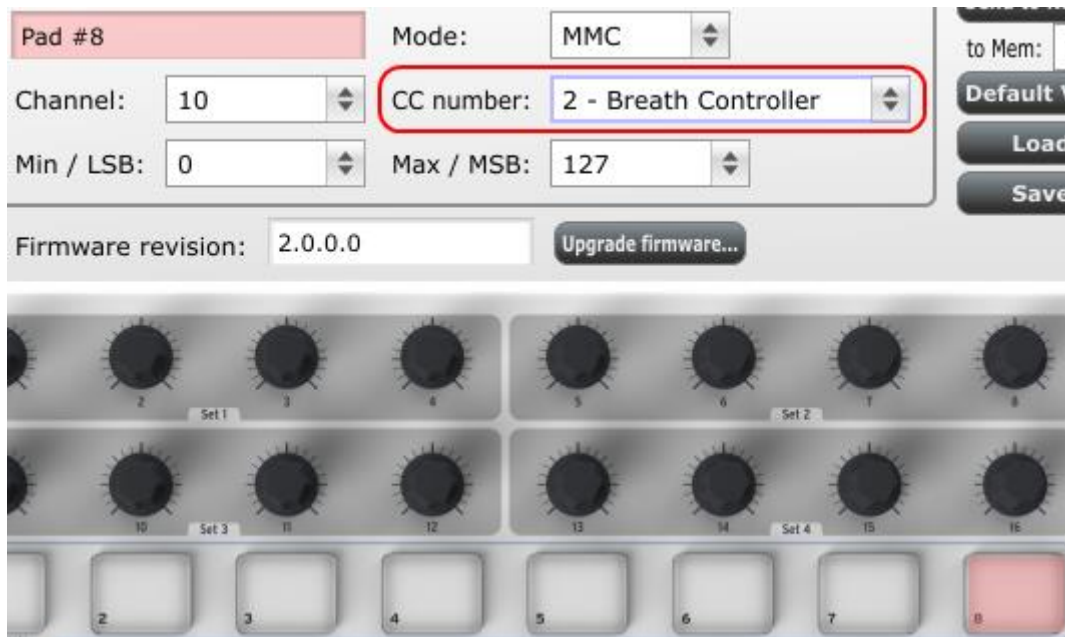 Pad #8 Mode: MMC
to Mem:
Channel: 10 CC number: 2 - Breath Controller
Default
Min / LSB: 0 Max / MSB: 127
Load
Save
Firmware revision: 2.0.0.0 Upgrade firmware...
2 3 4 5 6 7 8
Set 1 Set 2
10 11 12 13 14 15 16
Set 3 Set 4
2 3 4 5 6 7 8